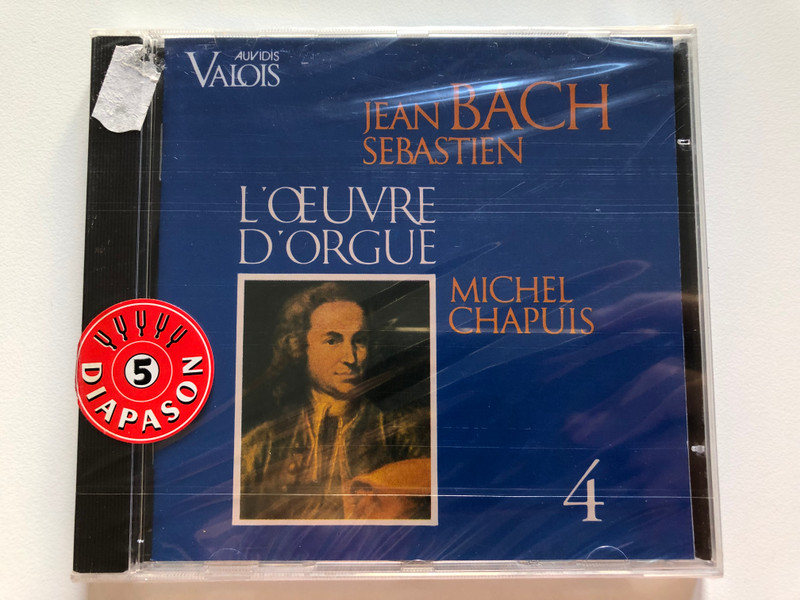 AUVIDIS
VALOIS
JEAN BACH
SEBASTIEN
L'ŒUVRE
D'ORGUE
MICHEL
CHAPUIS
5
DIAPASON
4